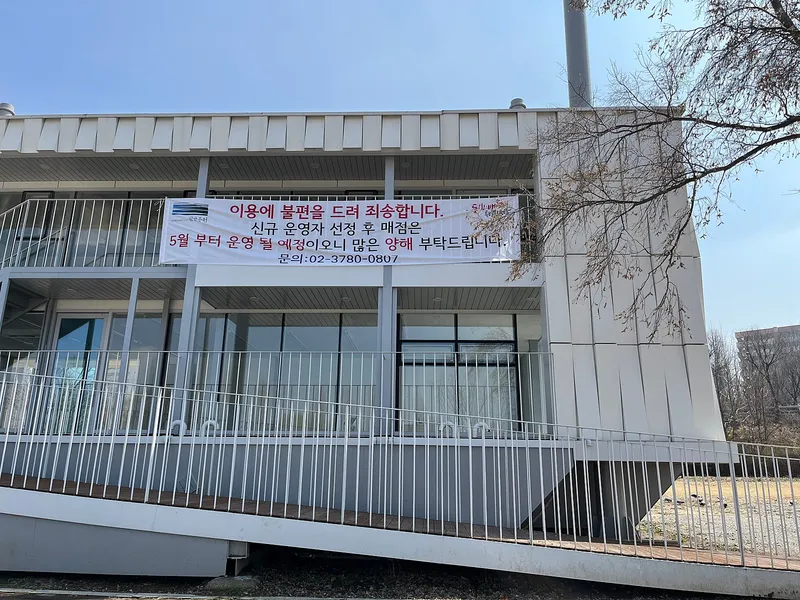 이용에 불편을 드려 죄송합니다.
신규 운영자 선정 후 매점은
5월 부터 운영 될 예정이오니 많은 양해 부탁드립니다.
문의:02-3780-0807